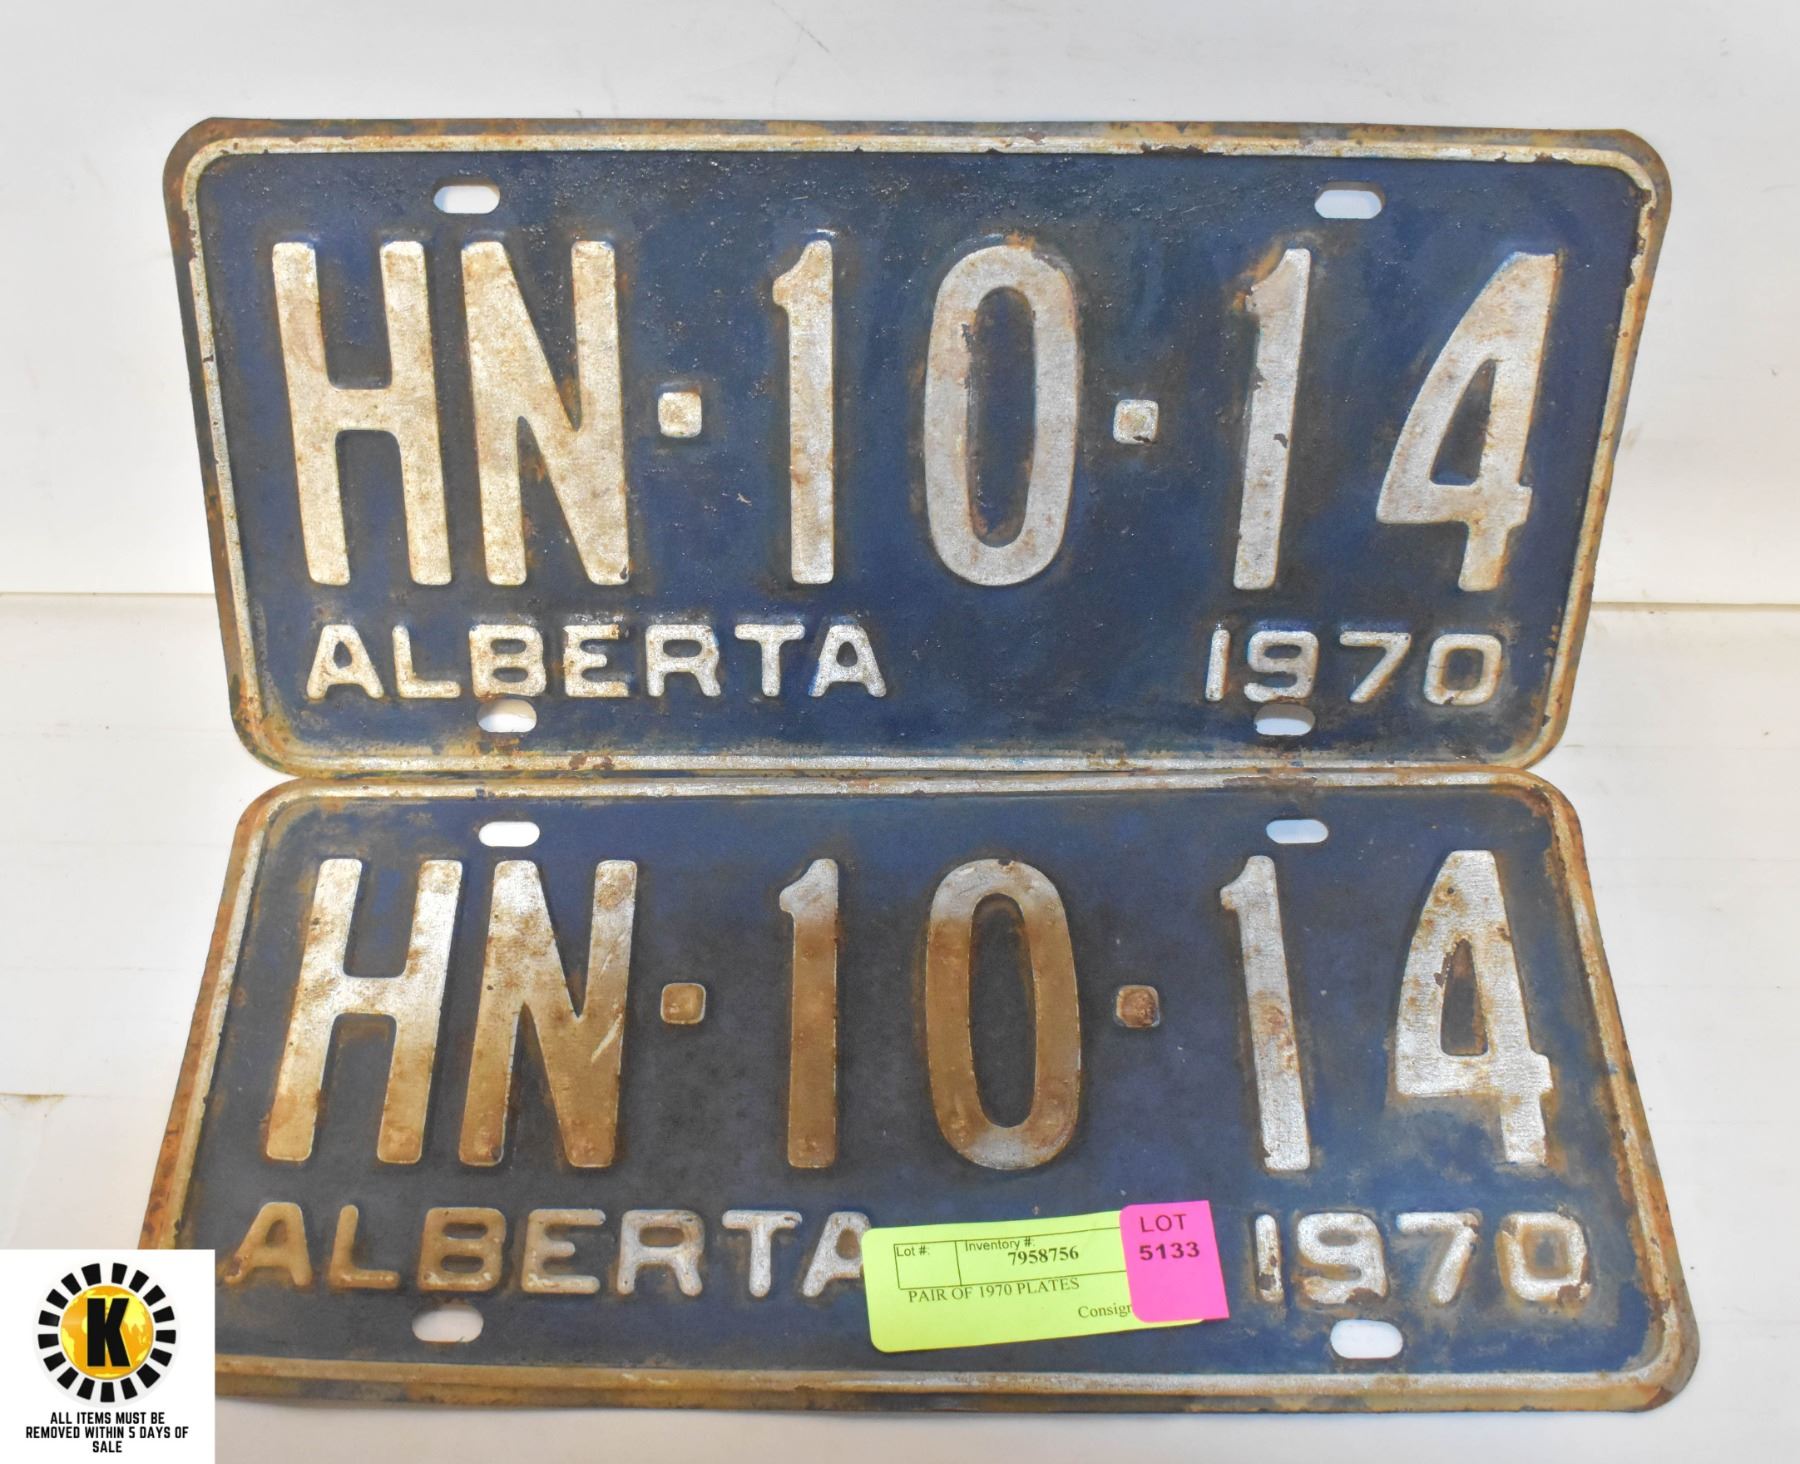 HN·10·14
ALBERTA 1970
HN·10·14
ALBERTA 1970
Lot #: Inventory #:
7958756
PAIR OF 1970 PLATES
LOT
5133
K
ALL ITEMS MUST BE
REMOVED WITHIN 5 DAYS OF
SALE